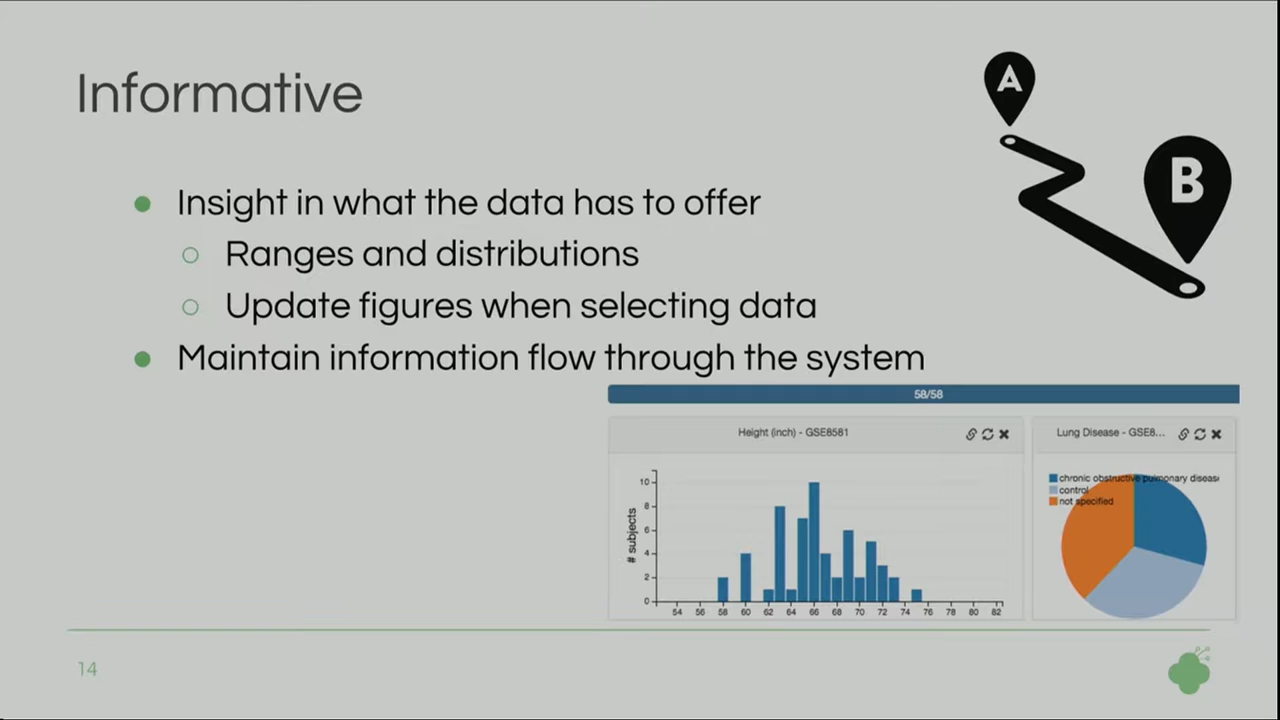 Informative
A
B
Insight in what the data has to offer
Ranges and distributions
Update figures when selecting data
Maintain information flow through the system
58/58
Height (inch) - GSE8581
Lung Disease - GSE8...
chronic obstructive pulmonary disease
control
not specified
# subjects
10
8
6
4
2
0
54 56 58 60 62 64 66 68 70 72 74 76 78 80 82
14